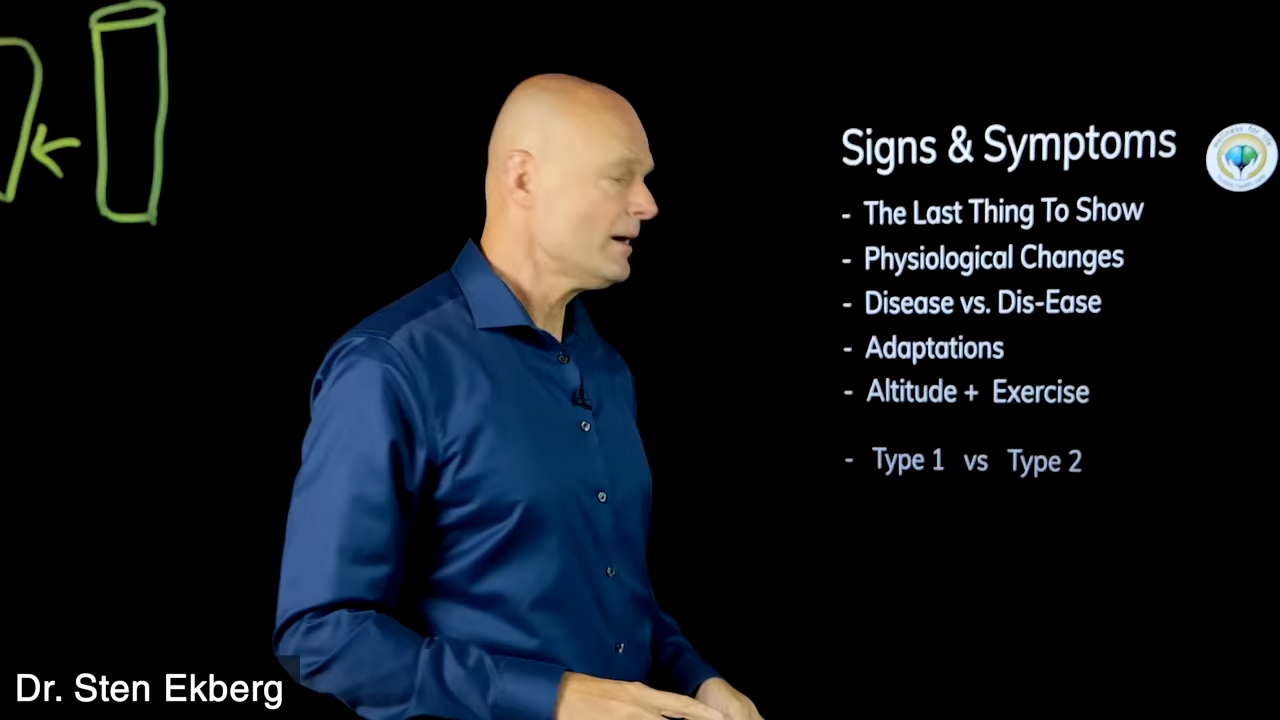 Signs & Symptoms
- The Last Thing To Show
- Physiological Changes
- Disease vs. Dis-Ease
- Adaptations
- Altitude + Exercise
- Type 1 vs Type 2
Dr. Sten Ekberg